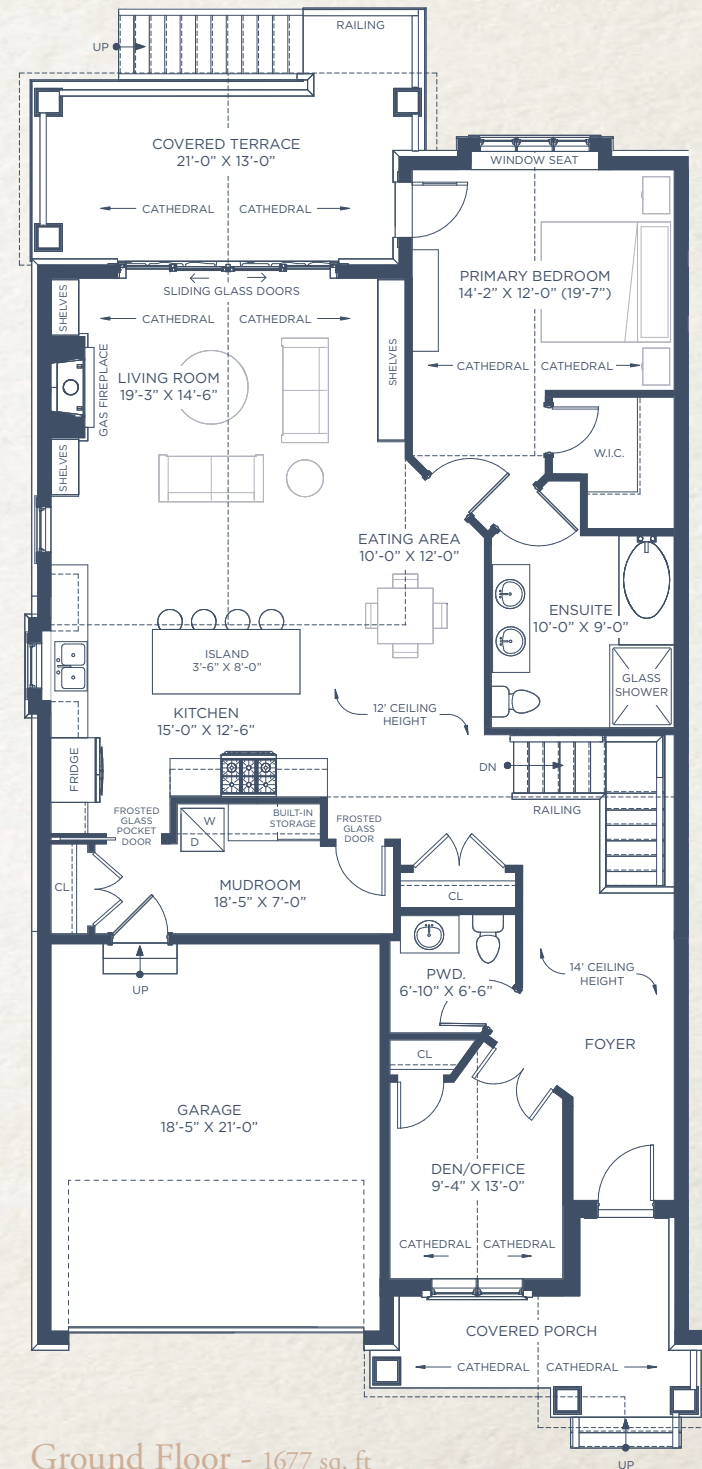 RAILING
UP
COVERED TERRACE
21'-0" X 13'-0"
CATHEDRAL CATHEDRAL
WINDOW SEAT
PRIMARY BEDROOM
14'-2" X 12'-0" (19'-7")
CATHEDRAL CATHEDRAL
SLIDING GLASS DOORS
CATHEDRAL CATHEDRAL
SHELVES
GAS FIREPLACE
LIVING ROOM
19'-3" X 14'-6"
SHELVES
SHELVES
W.I.C.
EATING AREA
10'-0" X 12'-0"
ENSUITE
10'-0" X 9'-0"
GLASS
SHOWER
ISLAND
3'-6" X 8'-0"
KITCHEN
15'-0" X 12'-6"
12' CEILING
HEIGHT
FRIDGE
DN
RAILING
FROSTED
GLASS
POCKET
DOOR
W
D
BUILT-IN
STORAGE
FROSTED
GLASS
DOOR
CL
MUDROOM
18'-5" X 7'-0"
CL
UP
PWD.
6'-10" X 6'-6"
14' CEILING
HEIGHT
FOYER
CL
GARAGE
18'-5" X 21'-0"
DEN/OFFICE
9'-4" X 13'-0"
CATHEDRAL CATHEDRAL
COVERED PORCH
CATHEDRAL CATHEDRAL
UP
Ground Floor - 1677 sq. ft